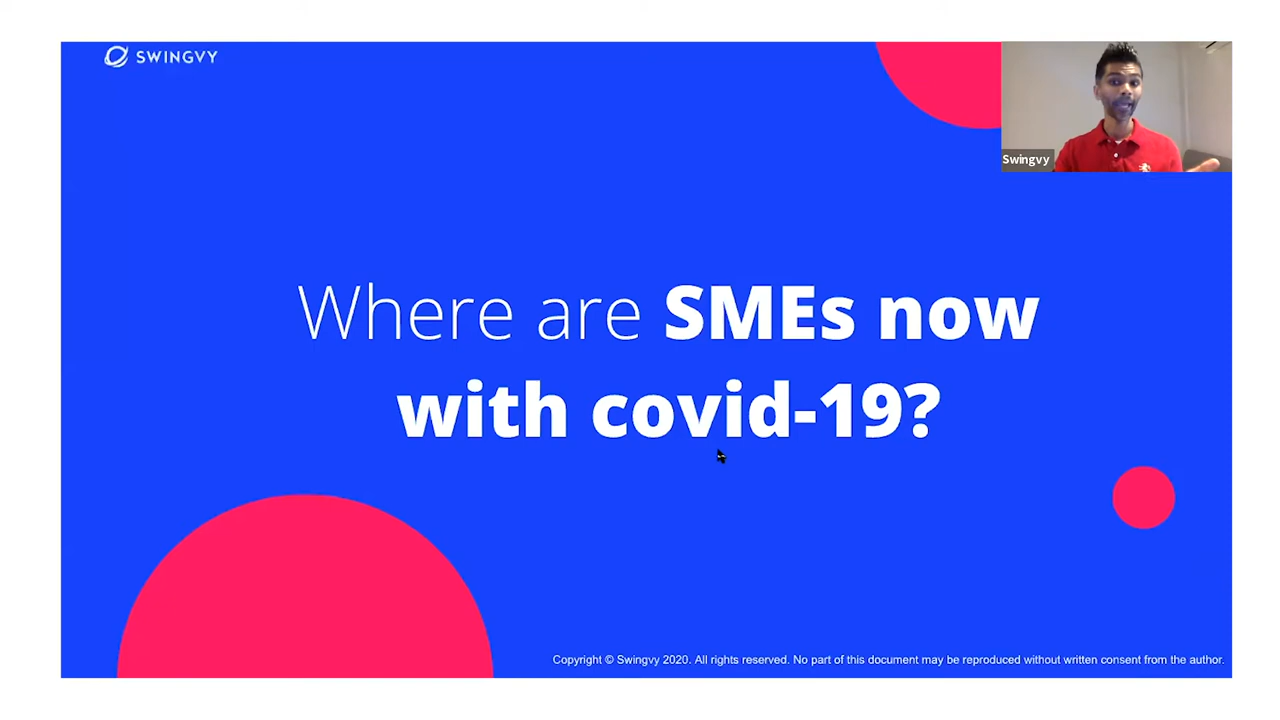 SWINGVY
Swingvy
Where are SMEs now
with covid-19?
Copyright © Swingvy 2020. All rights reserved. No part of this document may be reproduced without written consent from the author.